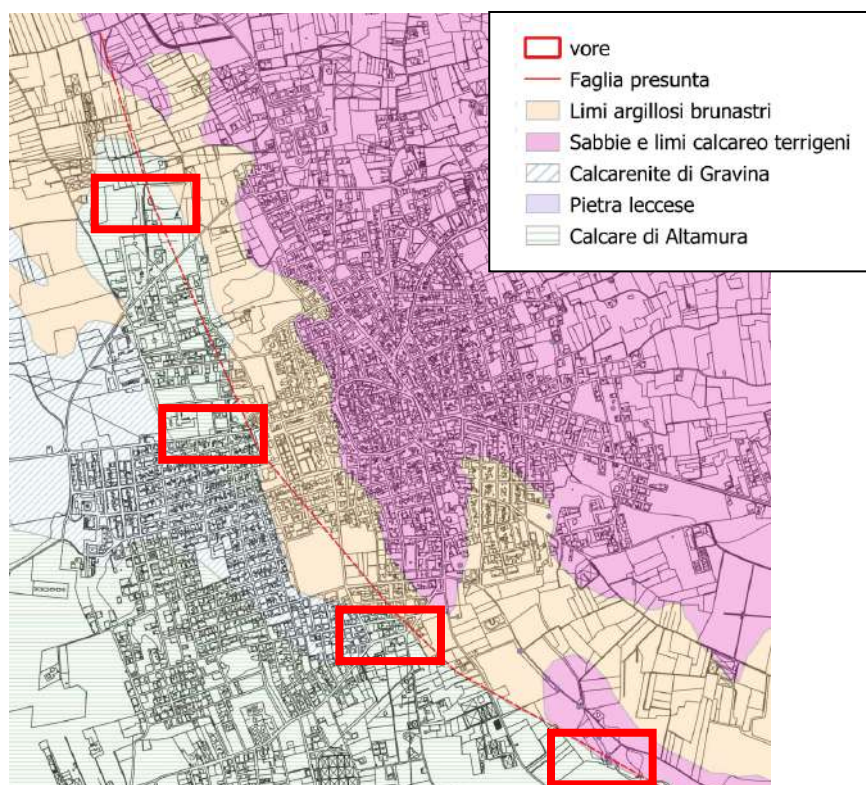 vore
Faglia presunta
Limi argillosi brunastri
Sabbie e limi calcareo terrigeni
Calcarenite di Gravina
Pietra leccese
Calcare di Altamura